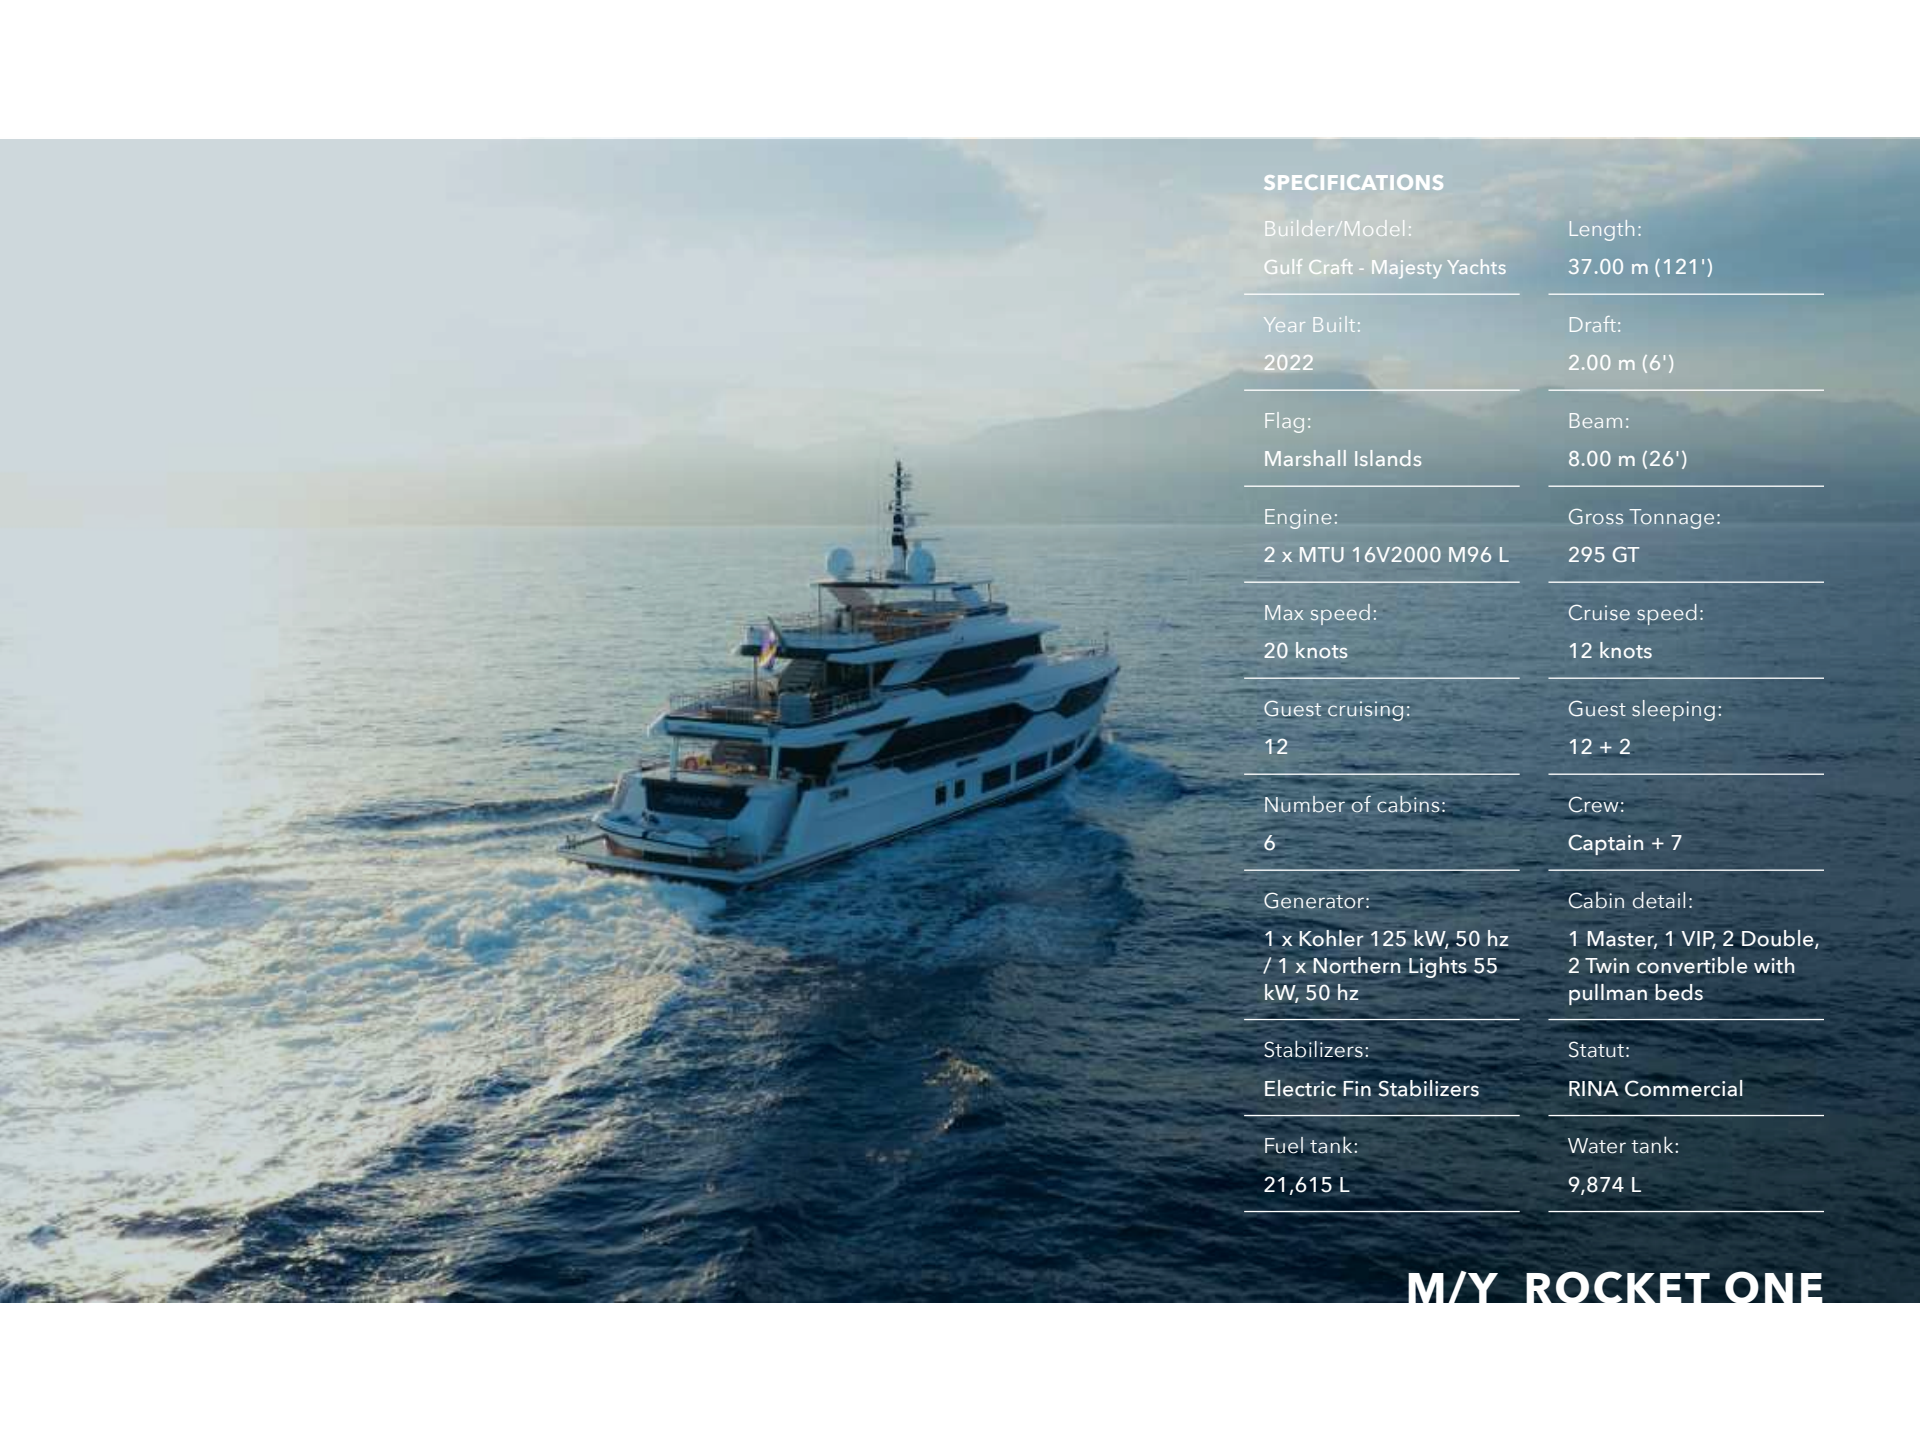 SPECIFICATIONS
Builder/Model:
Gulf Craft - Majesty Yachts
Length:
37.00 m (121')
Year Built:
2022
Draft:
2.00 m (6')
Flag:
Marshall Islands
Beam:
8.00 m (26')
Engine:
2 x MTU 16V2000 M96 L
Gross Tonnage:
295 GT
Max speed:
20 knots
Cruise speed:
12 knots
Guest cruising:
12
Guest sleeping:
12 + 2
Number of cabins:
6
Crew:
Captain + 7
Generator:
1 x Kohler 125 kW, 50 hz
/ 1 x Northern Lights 55
kW, 50 hz
Cabin detail:
1 Master, 1 VIP, 2 Double,
2 Twin convertible with
pullman beds
Stabilizers:
Electric Fin Stabilizers
Statut:
RINA Commercial
Fuel tank:
21,615 L
Water tank:
9,874 L
M/Y ROCKET ONE